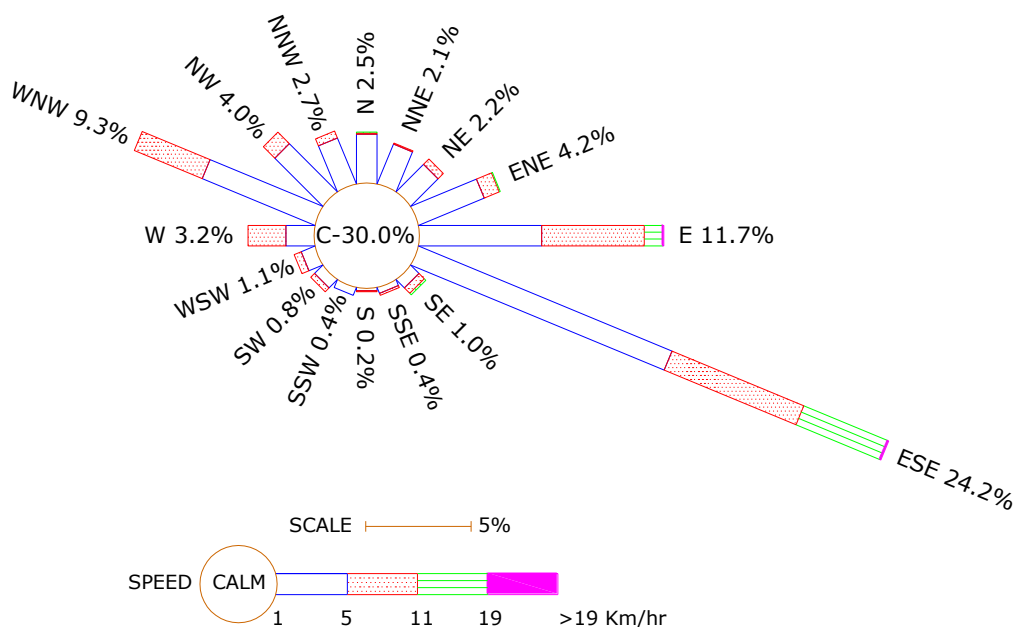 N 2.5%
NNE 2.1%
NE 2.2%
ENE 4.2%
E 11.7%
ESE 24.2%
SE 1.0%
SSE 0.4%
S 0.2%
SSW 0.4%
SW 0.8%
WSW 1.1%
W 3.2%
WNW 9.3%
NW 4.0%
NNW 2.7%
C-30.0%
SCALE 5%
SPEED CALM
1 5 11 19 >19 Km/hr